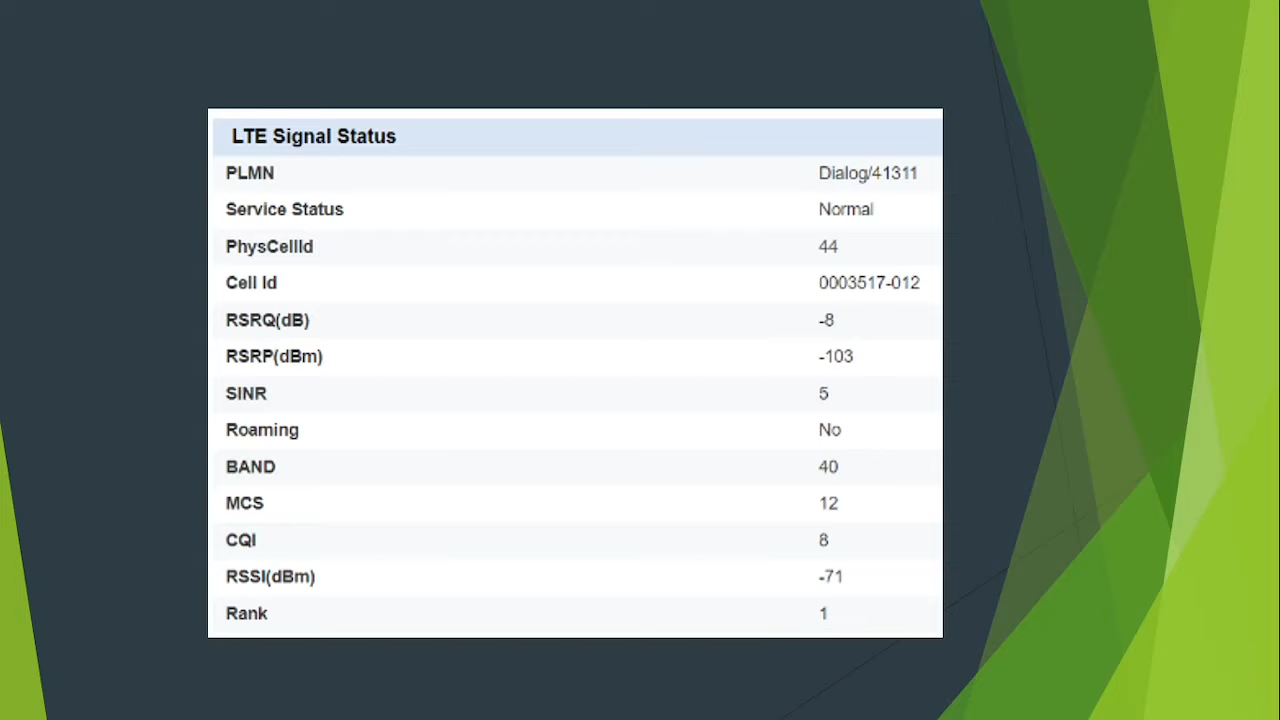 LTE Signal Status
PLMN Dialog/41311
Service Status Normal
PhysCellId 44
Cell Id 0003517-012
RSRQ(dB) -8
RSRP(dBm) -103
SINR 5
Roaming No
BAND 40
MCS 12
CQI 8
RSSI(dBm) -71
Rank 1